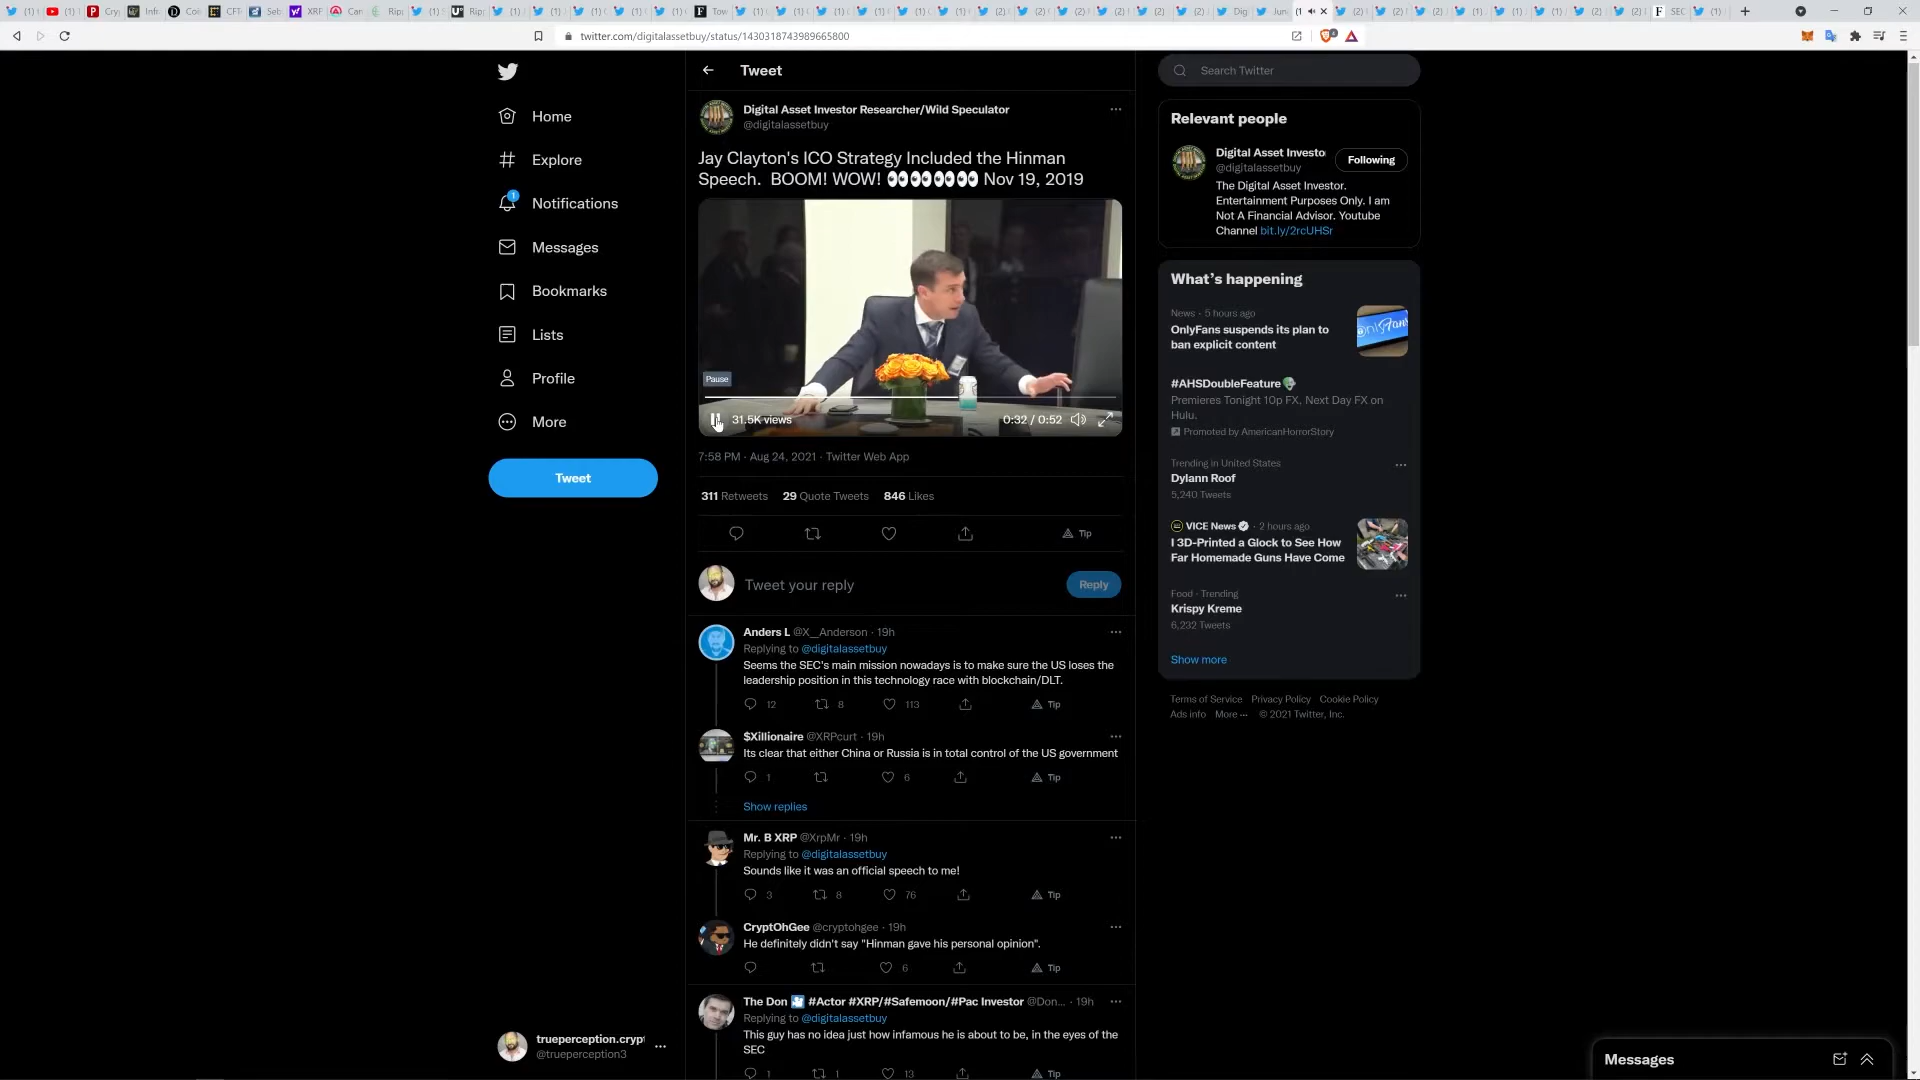 twitter.com/digitalassetbuy/status/1430318743989665800
Home
Explore
1
Notifications
Messages
Bookmarks
Lists
Profile
More
Tweet
trueperception.crypt
@trueperception3
Tweet
Digital Asset Investor Researcher/Wild Speculator
@digitalassetbuy
Jay Clayton's ICO Strategy Included the Hinman
Speech. BOOM! WOW! 👀👀👀👀👀👀👀👀 Nov 19, 2019
Pause
31.5K views
0:32 / 0:52
7:58 PM · Aug 24, 2021 · Twitter Web App
311 Retweets 29 Quote Tweets 846 Likes
Tip
Tweet your reply
Reply
Anders L @X__Anderson · 19h
Replying to @digitalassetbuy
Seems the SEC's main mission nowadays is to make sure the US loses the
leadership position in this technology race with blockchain/DLT.
12 8 113 Tip
$Xillionaire @XRPcurt · 19h
Its clear that either China or Russia is in total control of the US government
1 6 Tip
Show replies
Mr. B XRP @XrpMr · 19h
Replying to @digitalassetbuy
Sounds like it was an official speech to me!
3 8 76 Tip
CryptOhGee @cryptohgee · 19h
He definitely didn't say "Hinman gave his personal opinion".
6 Tip
The Don 🎦 #Actor #XRP/#Safemoon/#Pac Investor @Don... · 19h
Replying to @digitalassetbuy
This guy has no idea just how infamous he is about to be, in the eyes of the
SEC
1 1 13 Tip
Search Twitter
Relevant people
Digital Asset Investo
Following
@digitalassetbuy
The Digital Asset Investor.
Entertainment Purposes Only. I am
Not A Financial Advisor. Youtube
Channel bit.ly/2rcUHSr
What's happening
News · 5 hours ago
OnlyFans suspends its plan to
ban explicit content
#AHSDoubleFeature
Premieres Tonight 10p FX, Next Day FX on
Hulu.
Promoted by AmericanHorrorStory
Trending in United States
Dylann Roof
5,240 Tweets
VICE News · 2 hours ago
I 3D-Printed a Glock to See How
Far Homemade Guns Have Come
Food · Trending
Krispy Kreme
6,232 Tweets
Show more
Terms of Service Privacy Policy Cookie Policy
Ads info More ··· © 2021 Twitter, Inc.
Messages